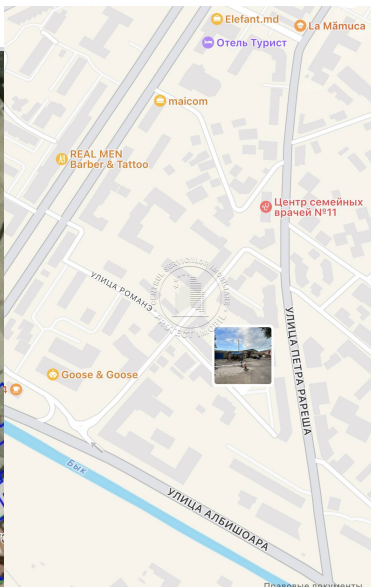 Elefant.md
La Mămuca
Отель Турист
maicom
REAL MEN
Barber & Tattoo
Центр семейных
врачей №11
УЛИЦА РОМАНЭ
УЛИЦА ПЕТРА РАРЕША
Goose & Goose
Бык
УЛИЦА АЛБИШОАРА
Правовые документы